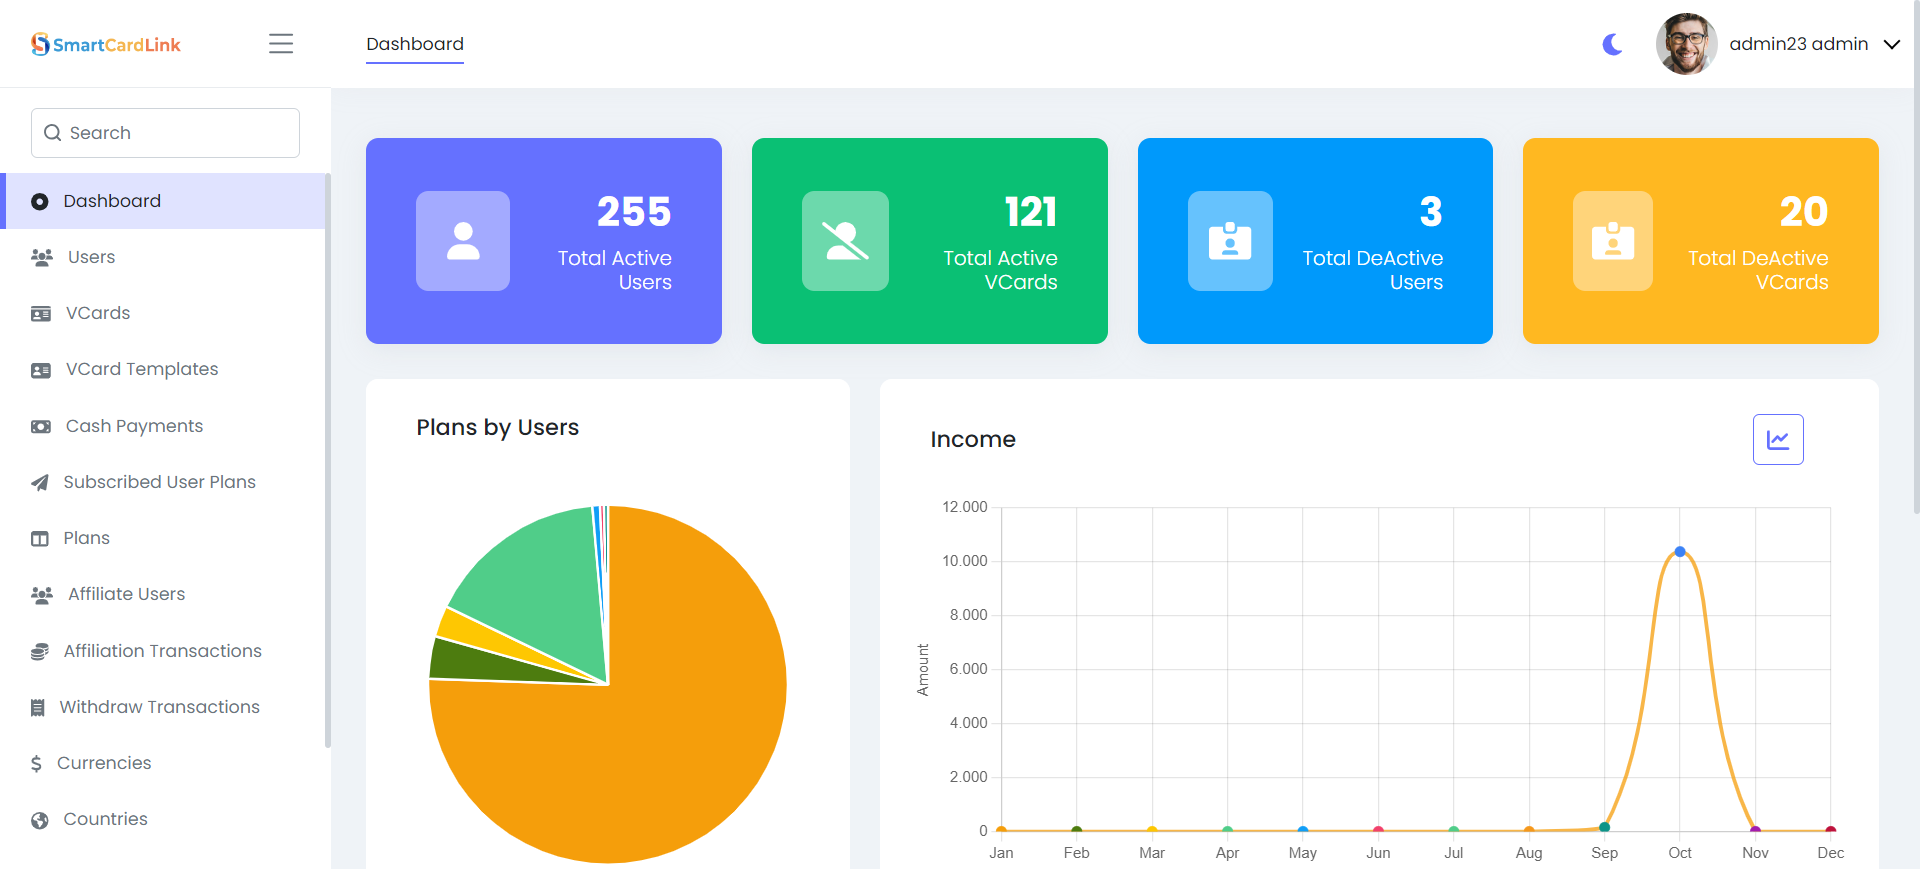 SmartCardLink
Dashboard
admin23 admin
Search
Dashboard
Users
VCards
VCard Templates
Cash Payments
Subscribed User Plans
Plans
Affiliate Users
Affiliation Transactions
Withdraw Transactions
Currencies
Countries
255
Total Active
Users
121
Total Active
VCards
3
Total DeActive
Users
20
Total DeActive
VCards
Plans by Users
Income
12.000
10.000
8.000
6.000
4.000
2.000
0
Amount
Jan Feb Mar Apr May Jun Jul Aug Sep Oct Nov Dec